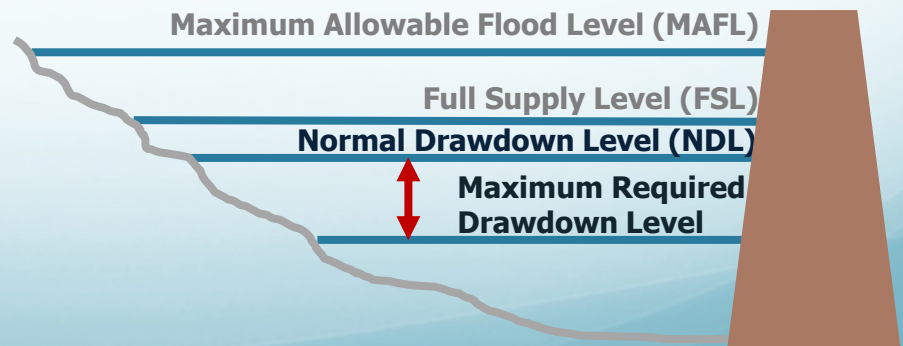 Maximum Allowable Flood Level (MAFL)
Full Supply Level (FSL)
Normal Drawdown Level (NDL)
Maximum Required
Drawdown Level